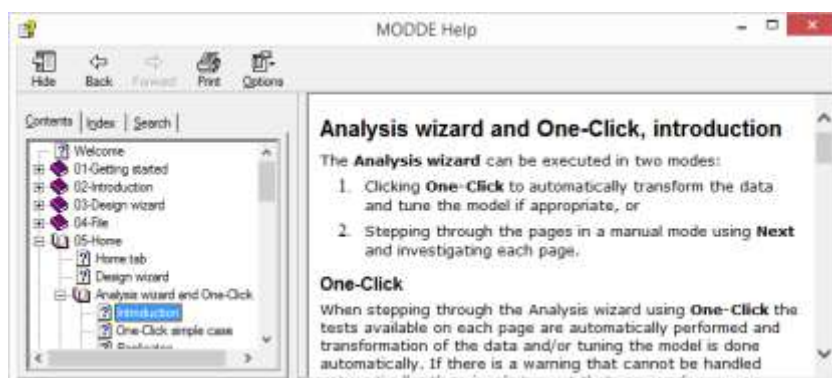 MODDE Help
Hide Back Forward Print Options
Contents Index Search
Welcome
01-Getting started
02-Introduction
03-Design wizard
04-File
05-Home
Home tab
Design wizard
Analysis wizard and One-Click
Introduction
One-Click simple case
Replicates
Analysis wizard and One-Click, introduction
The Analysis wizard can be executed in two modes:
1. Clicking One-Click to automatically transform the data
and tune the model if appropriate, or
2. Stepping through the pages in a manual mode using Next
and investigating each page.
One-Click
When stepping through the Analysis wizard using One-Click the
tests available on each page are automatically performed and
transformation of the data and/or tuning the model is done
automatically. If there is a warning that cannot be handled